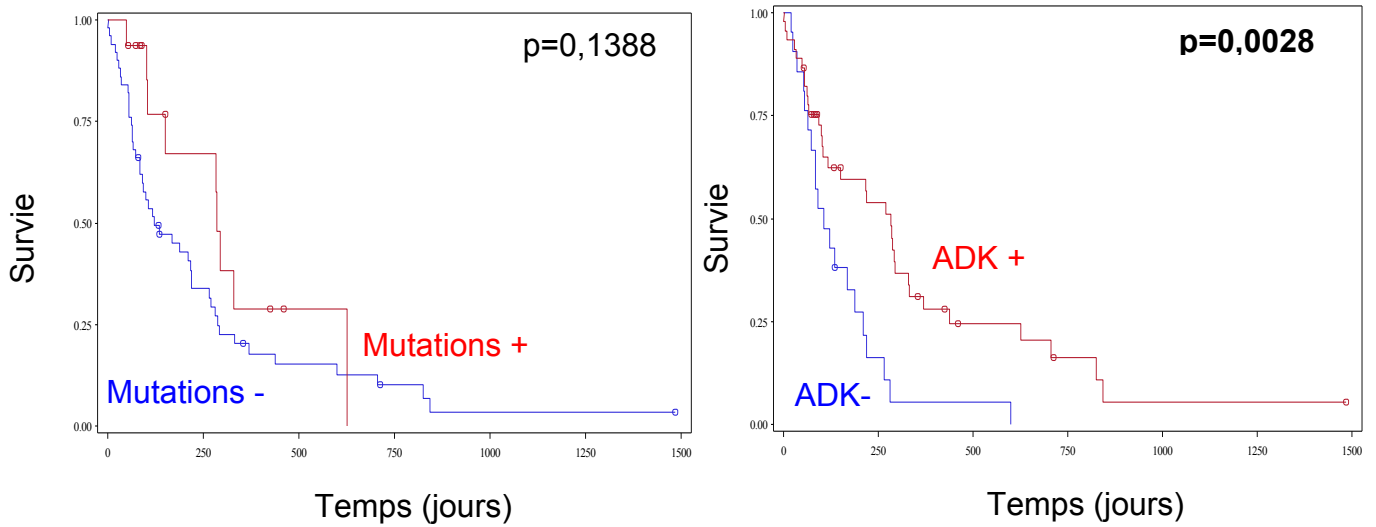 p=0,1388
1.00
0.75
0.50
0.25
0.00
Survie
Mutations +
Mutations -
0 250 500 750 1000 1250 1500
Temps (jours)
p=0,0028
1.00
0.75
0.50
0.25
0.00
Survie
ADK +
ADK-
0 250 500 750 1000 1250 1500
Temps (jours)